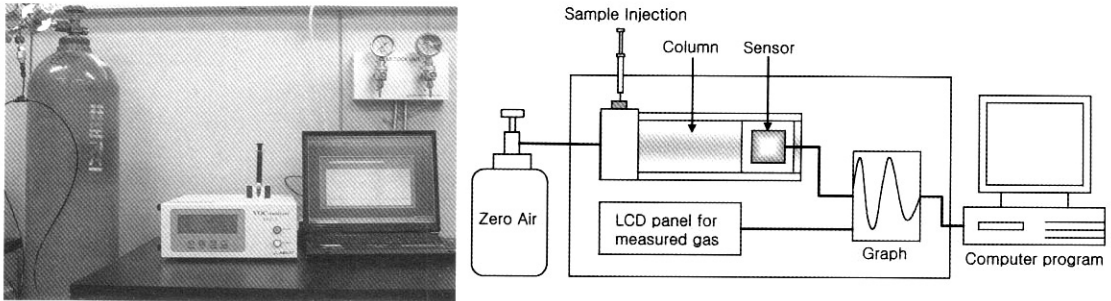 Sample Injection
Column
Sensor
Zero Air
LCD panel for
measured gas
Graph
Computer program